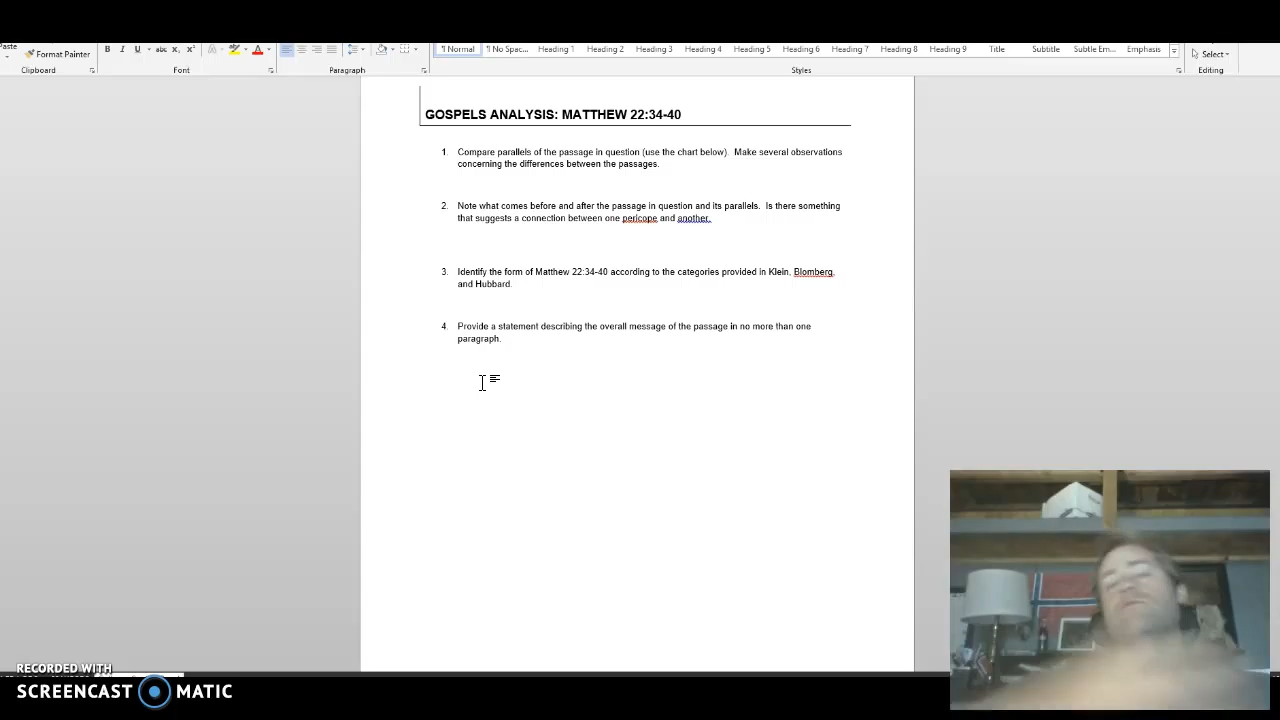 Paste
Format Painter
B I U abc x₂ x² A A
¶ Normal ¶ No Spac... Heading 1 Heading 2 Heading 3 Heading 4 Heading 5 Heading 6 Heading 7 Heading 8 Heading 9 Title Subtitle Subtle Em... Emphasis
Select
Clipboard Font Paragraph Styles Editing
GOSPELS ANALYSIS: MATTHEW 22:34-40
1. Compare parallels of the passage in question (use the chart below). Make several observations
concerning the differences between the passages.
2. Note what comes before and after the passage in question and its parallels. Is there something
that suggests a connection between one pericope and another.
3. Identify the form of Matthew 22:34-40 according to the categories provided in Klein, Blomberg,
and Hubbard.
4. Provide a statement describing the overall message of the passage in no more than one
paragraph.
RECORDED WITH
SCREENCAST MATIC